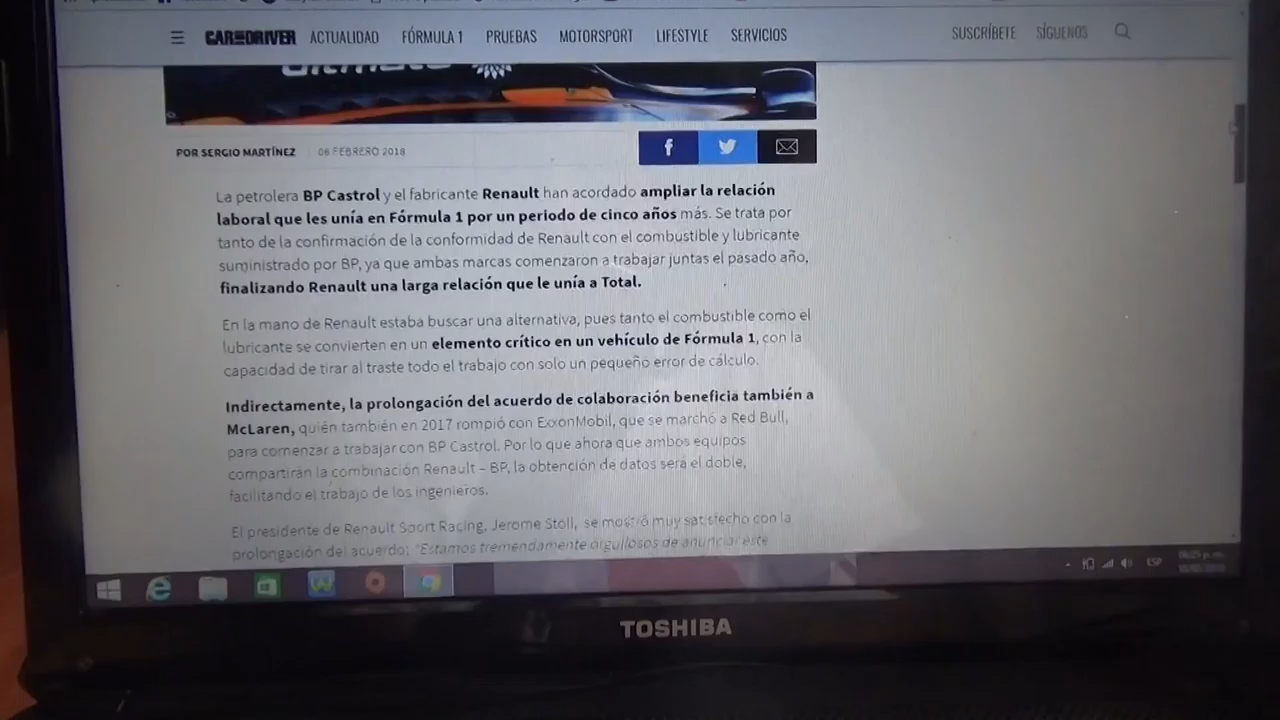 CAR AND DRIVER ACTUALIDAD FÓRMULA 1 PRUEBAS MOTORSPORT LIFESTYLE SERVICIOS SUSCRÍBETE SÍGUENOS
POR SERGIO MARTÍNEZ 06 FEBRERO 2018
La petrolera BP Castrol y el fabricante Renault han acordado ampliar la relación
laboral que les unía en Fórmula 1 por un periodo de cinco años más. Se trata por
tanto de la confirmación de la conformidad de Renault con el combustible y lubricante
suministrado por BP, ya que ambas marcas comenzaron a trabajar juntas el pasado año,
finalizando Renault una larga relación que le unía a Total.
En la mano de Renault estaba buscar una alternativa, pues tanto el combustible como el
lubricante se convierten en un elemento crítico en un vehículo de Fórmula 1, con la
capacidad de tirar al traste todo el trabajo con solo un pequeño error de cálculo.
Indirectamente, la prolongación del acuerdo de colaboración beneficia también a
McLaren, quién también en 2017 rompió con ExxonMobil, que se marchó a Red Bull,
para comenzar a trabajar con BP Castrol. Por lo que ahora que ambos equipos
compartirán la combinación Renault – BP, la obtención de datos será el doble,
facilitando el trabajo de los ingenieros.
El presidente de Renault Sport Racing, Jerome Stoll, se mostró muy satisfecho con la
prolongación del acuerdo; "Estamos tremendamente orgullosos de anunciar este
ESP
TOSHIBA